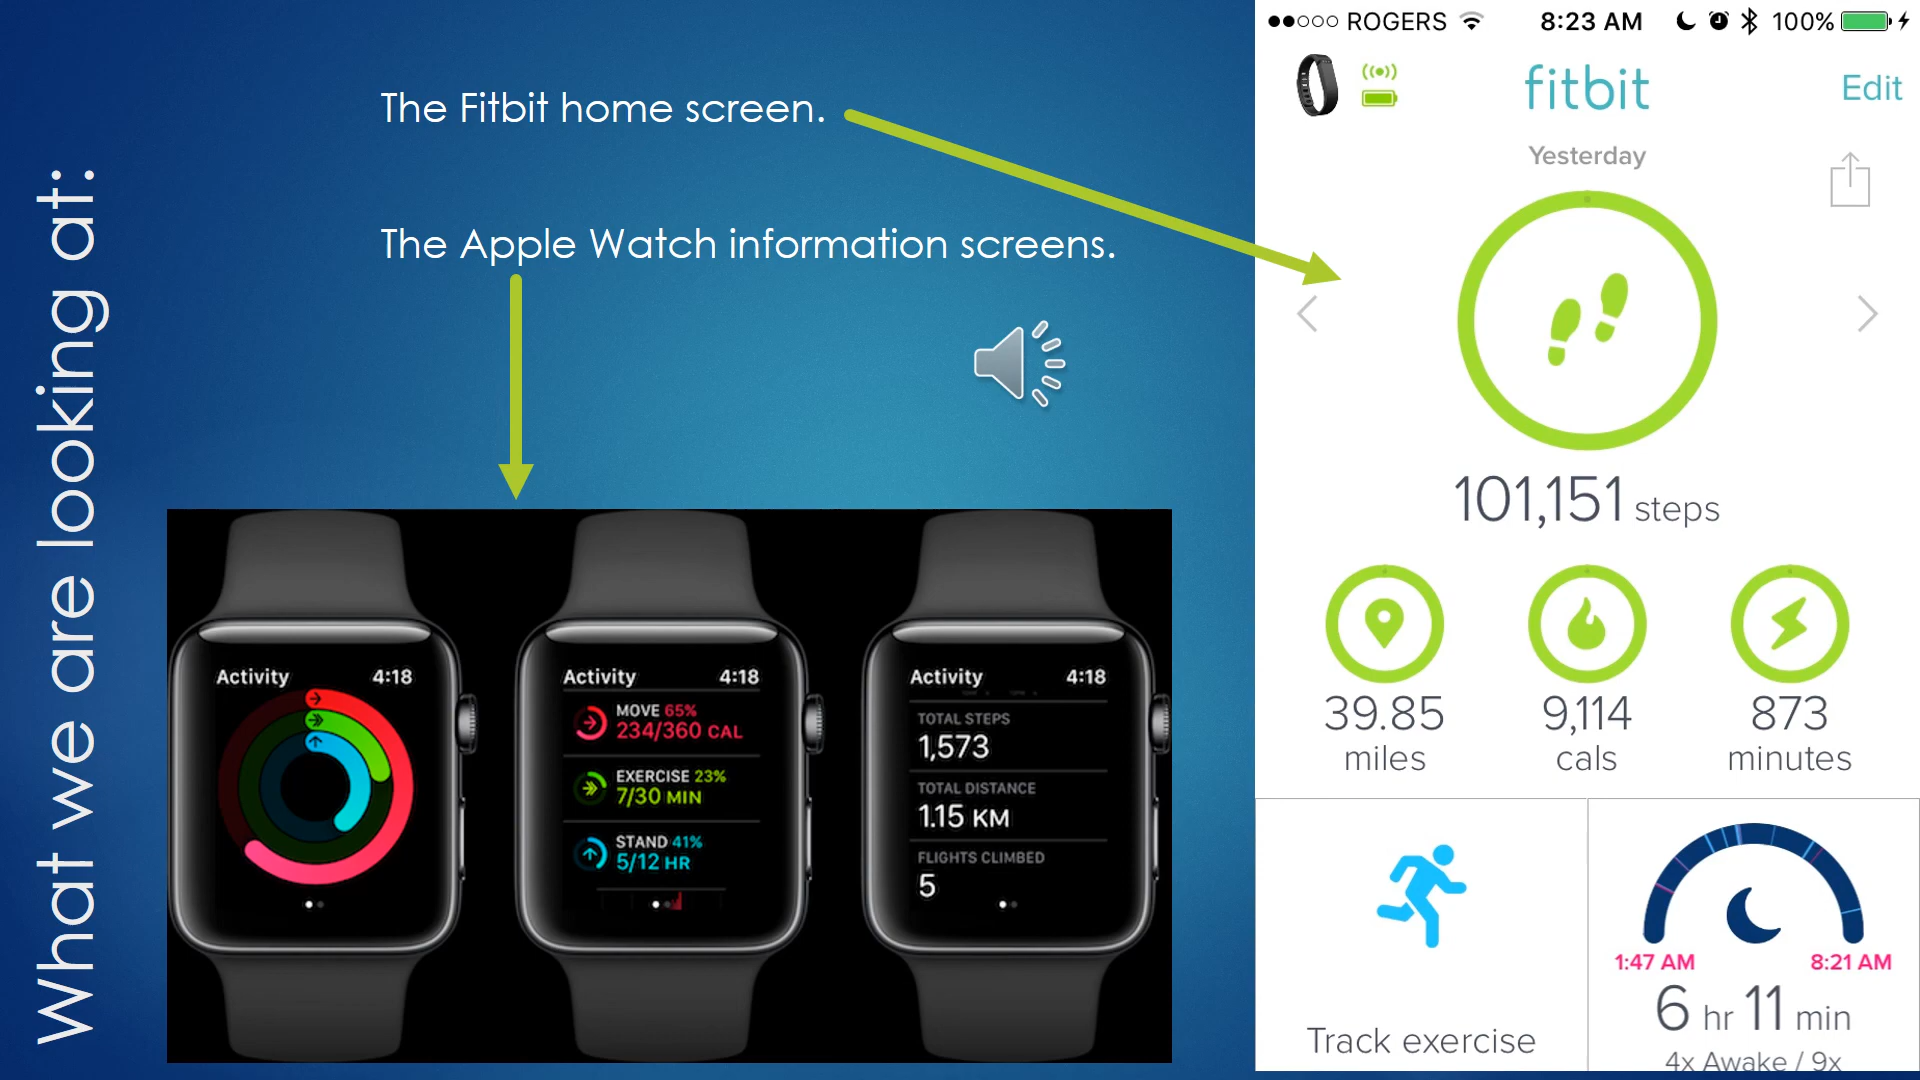 What we are looking at:
The Fitbit home screen.
The Apple Watch information screens.
Activity 4:18
Activity 4:18
MOVE 65%
234/360 CAL
EXERCISE 23%
7/30 MIN
STAND 41%
5/12 HR
Activity 4:18
TOTAL STEPS
1,573
TOTAL DISTANCE
1.15 KM
FLIGHTS CLIMBED
5
ROGERS 8:23 AM 100%
fitbit Edit
Yesterday
101,151 steps
39.85 9,114 873
miles cals minutes
1:47 AM 8:21 AM
6 hr 11 min
Track exercise
4x Awake / 9x